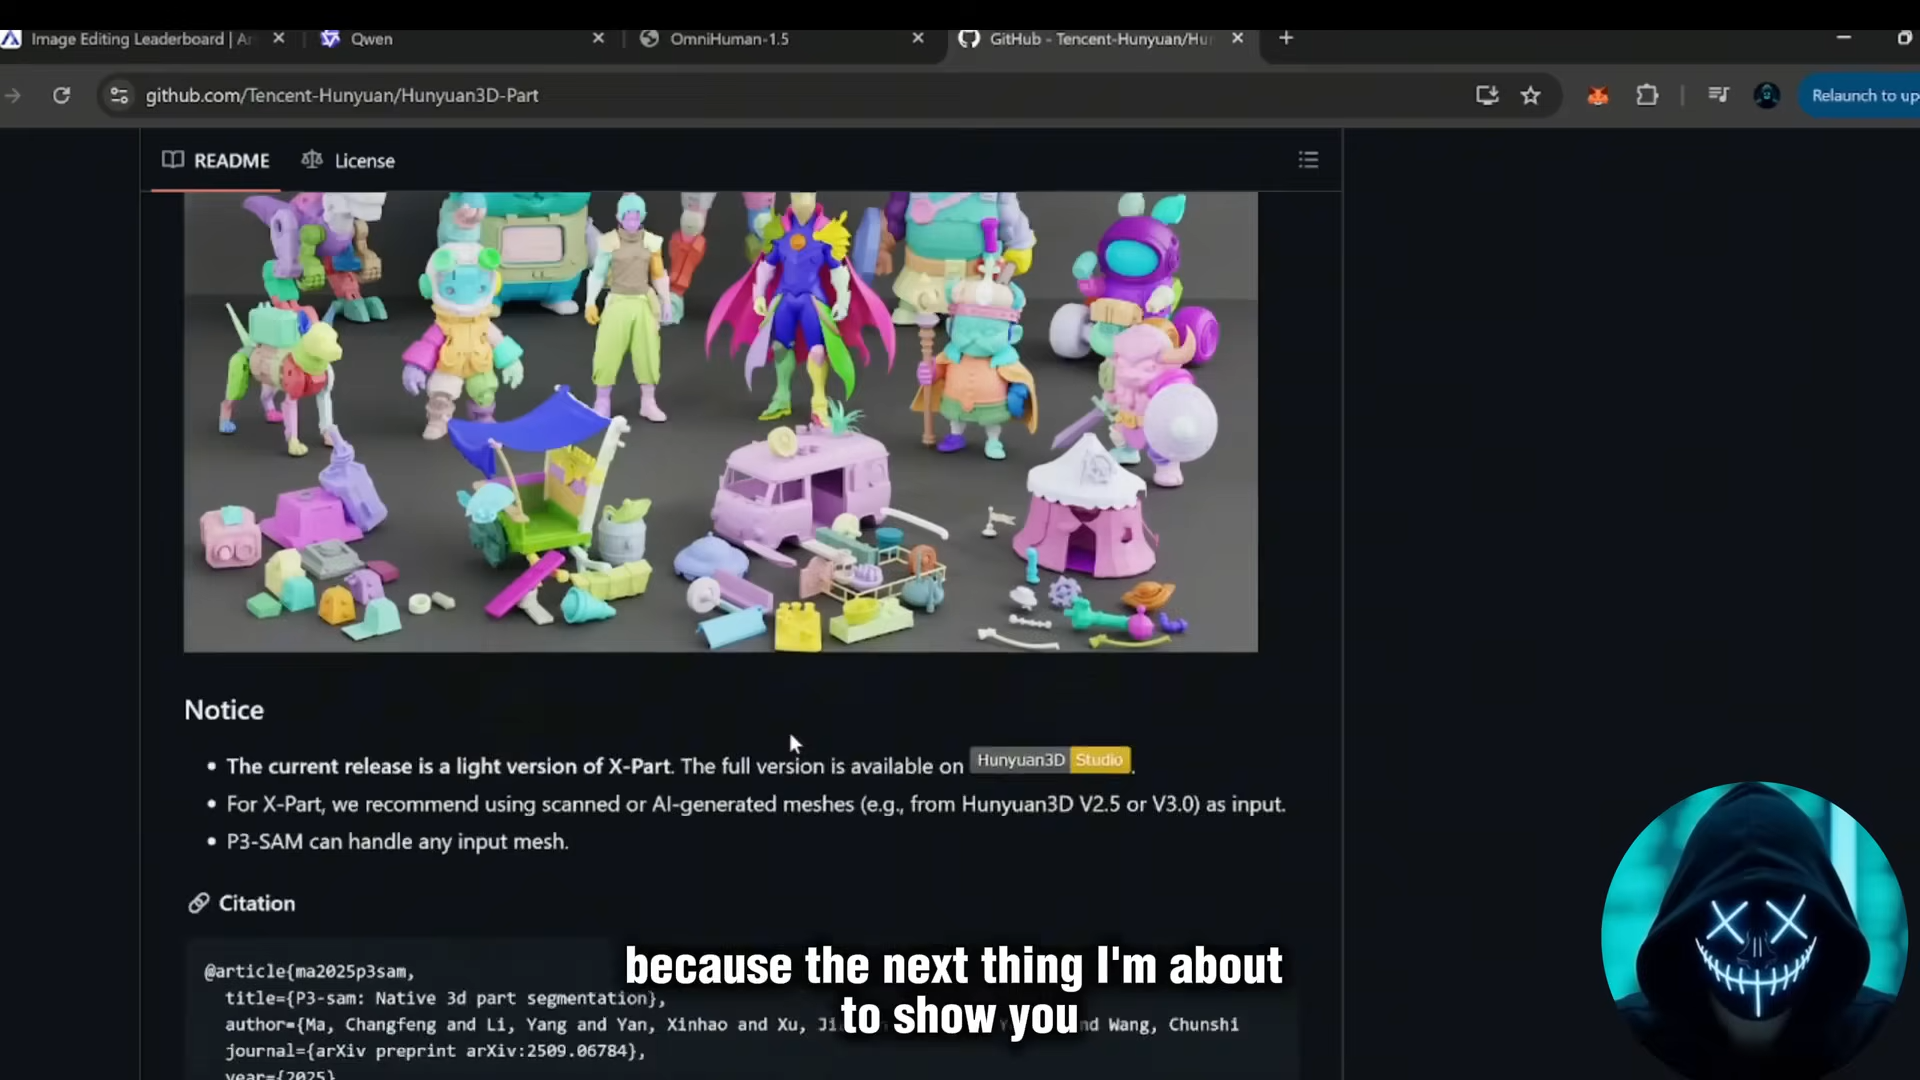 Image Editing Leaderboard | Ar
Qwen
OmniHuman-1.5
GitHub - Tencent-Hunyuan/Hun
github.com/Tencent-Hunyuan/Hunyuan3D-Part
Relaunch to up
README
License
Notice
The current release is a light version of X-Part. The full version is available on Hunyuan3D Studio.
For X-Part, we recommend using scanned or AI-generated meshes (e.g., from Hunyuan3D V2.5 or V3.0) as input.
P3-SAM can handle any input mesh.
Citation
@article{ma2025p3sam,
title={P3-sam: Native 3d part segmentation},
author={Ma, Changfeng and Li, Yang and Yan, Xinhao and Xu, and Wang, Chunshi
journal={arXiv preprint arXiv:2509.06784},
year={2025}
because the next thing I'm about
to show you